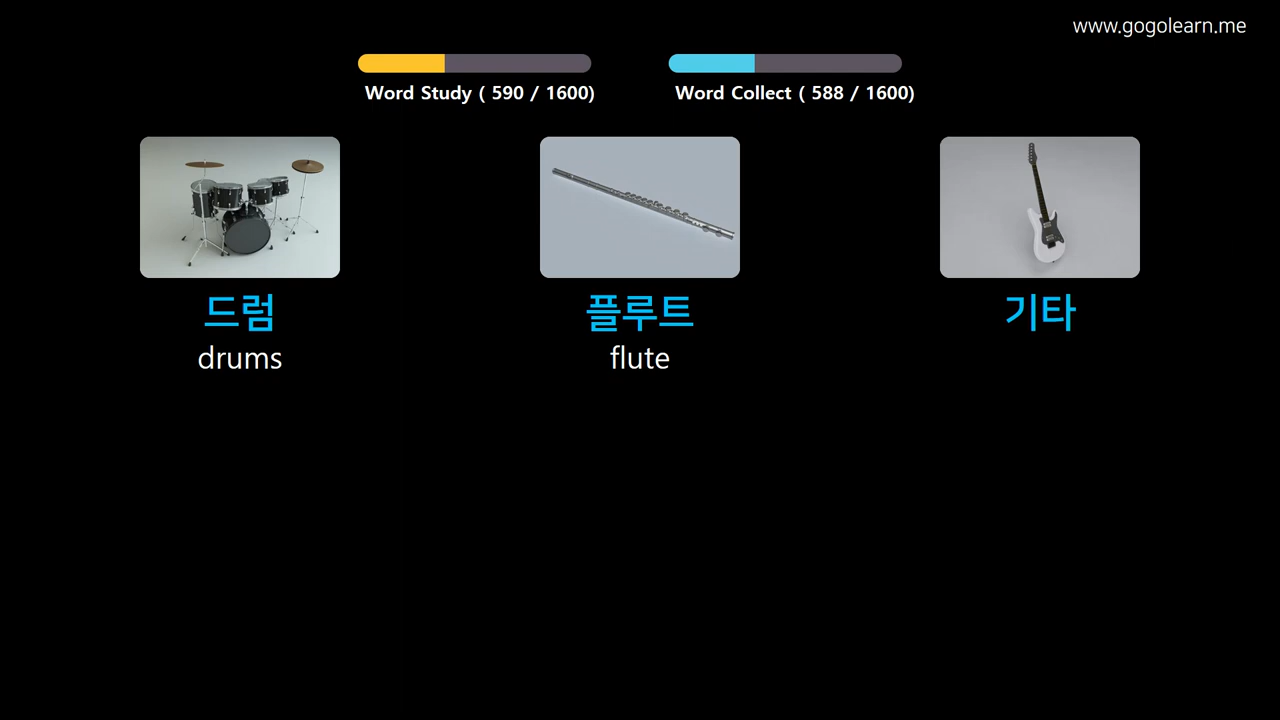 www.gogolearn.me
Word Study ( 590 / 1600)
Word Collect ( 588 / 1600)
드럼
플루트
기타
drums
flute